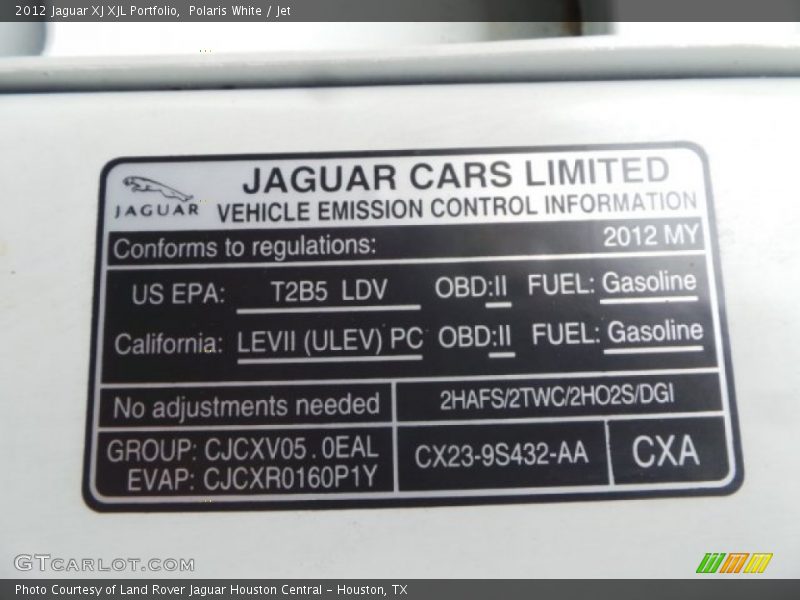 2012 Jaguar XJ XJL Portfolio,  Polaris White / Jet
JAGUAR CARS LIMITED
JAGUAR
VEHICLE EMISSION CONTROL INFORMATION
Conforms to regulations: 2012 MY
US EPA: T2B5 LDV OBD:II FUEL: Gasoline
California: LEVII (ULEV) PC OBD:II FUEL: Gasoline
No adjustments needed 2HAFS/2TWC/2HO2S/DGI
GROUP: CJCXV05.0EAL
EVAP: CJCXR0160P1Y
CX23-9S432-AA CXA
GTCARLOT.COM
Photo Courtesy of Land Rover Jaguar Houston Central - Houston, TX